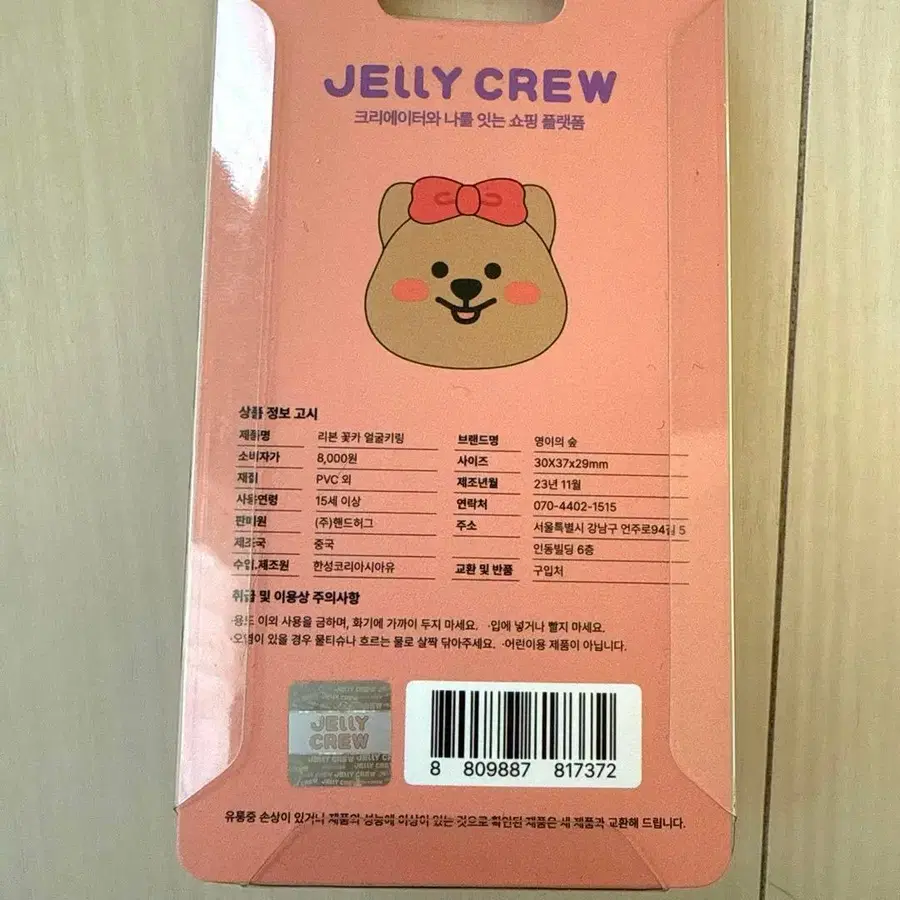 JELLY CREW
크리에이터와 나를 잇는 쇼핑 플랫폼
상품 정보 고시
제품명 리본 꽃카 얼굴키링 브랜드명 영이의 숲
소비자가 8,000원 사이즈 30X37x29mm
재질 PVC 외 제조년월 23년 11월
사용연령 15세 이상 연락처 070-4402-1515
판매원 (주)핸드허그 주소 서울특별시 강남구 언주로94길 5
제조국 중국 인동빌딩 6층
수입.제조원 한성코리아시아유 교환 및 반품 구입처
취급 및 이용상 주의사항
·용도 이외 사용을 금하며, 화기에 가까이 두지 마세요. ·입에 넣거나 빨지 마세요.
·오염이 있을 경우 물티슈나 흐르는 물로 살짝 닦아주세요. ·어린이용 제품이 아닙니다.
JELLY CREW
JELLY
CREW
JELLY CREW JELLY CREW
JELLY CREW
8 809887 817372
유통중 손상이 있거나 제품의 성능에 이상이 있는 것으로 확인된 제품은 새 제품과 교환해 드립니다.